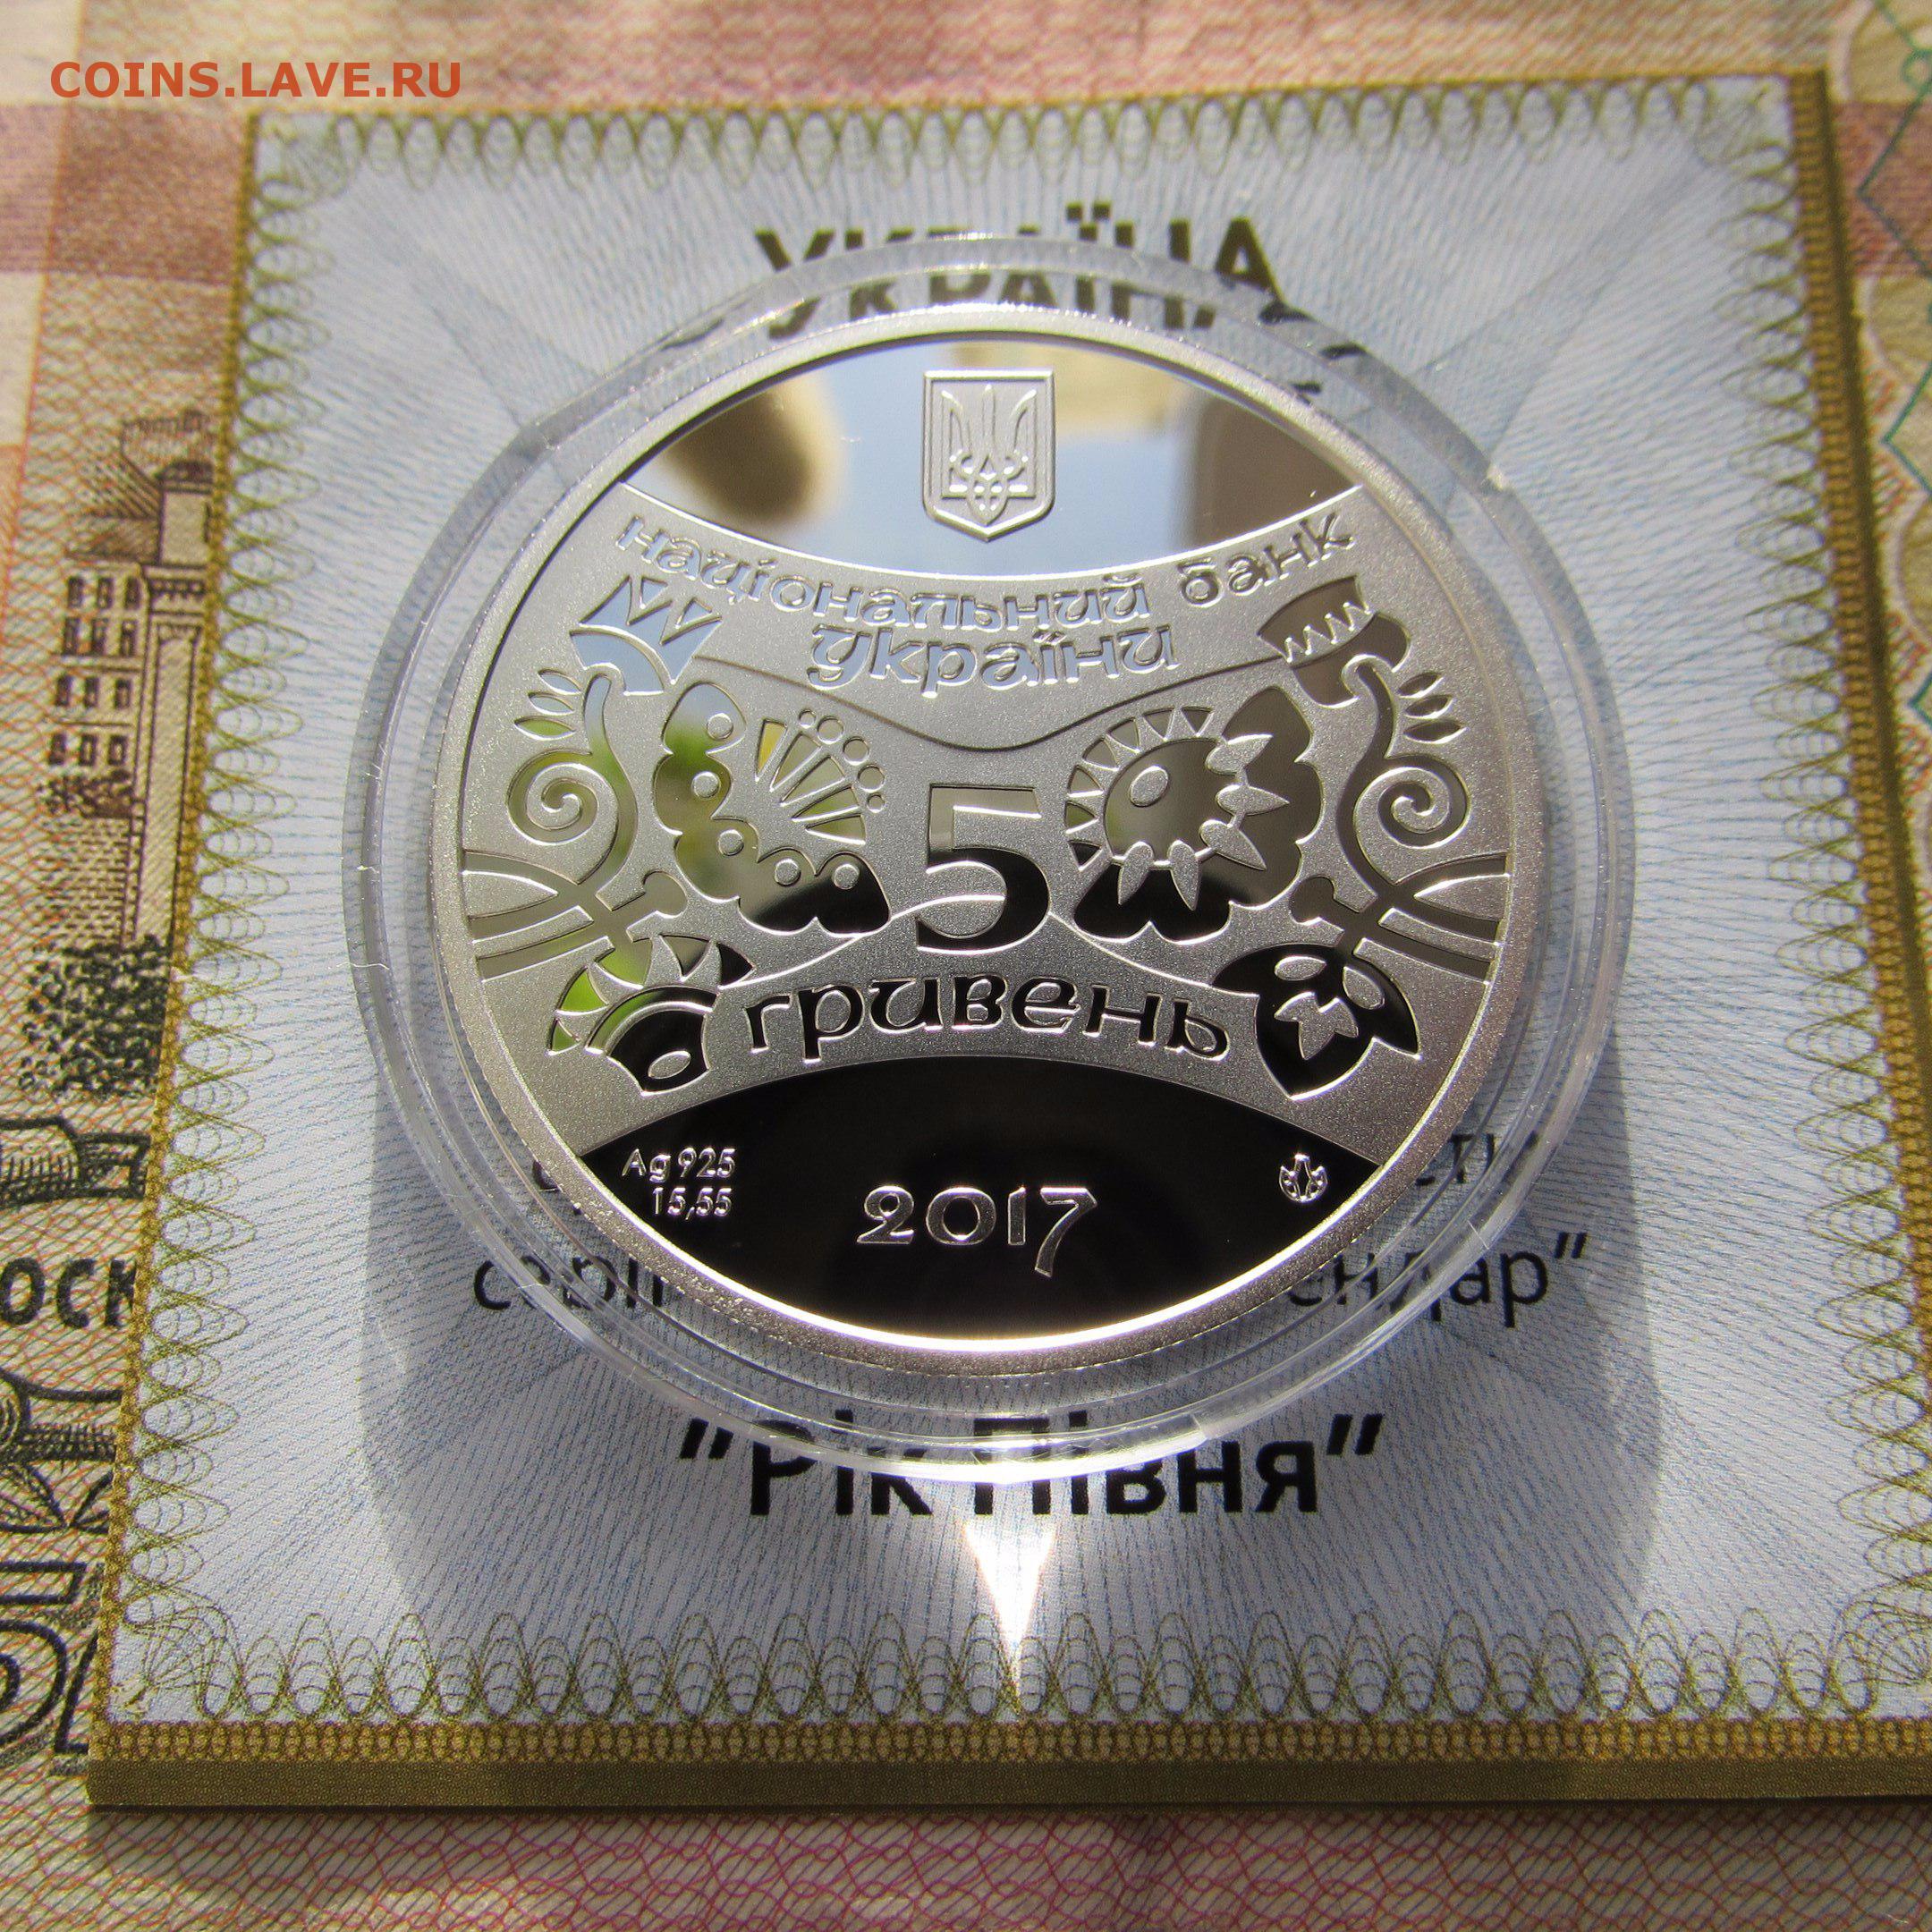 COINS.LAVE.RU
УКРАЇНА
національний банк
україни
5
гривень
Ag 925
15,55
2017
"Рік Півня"